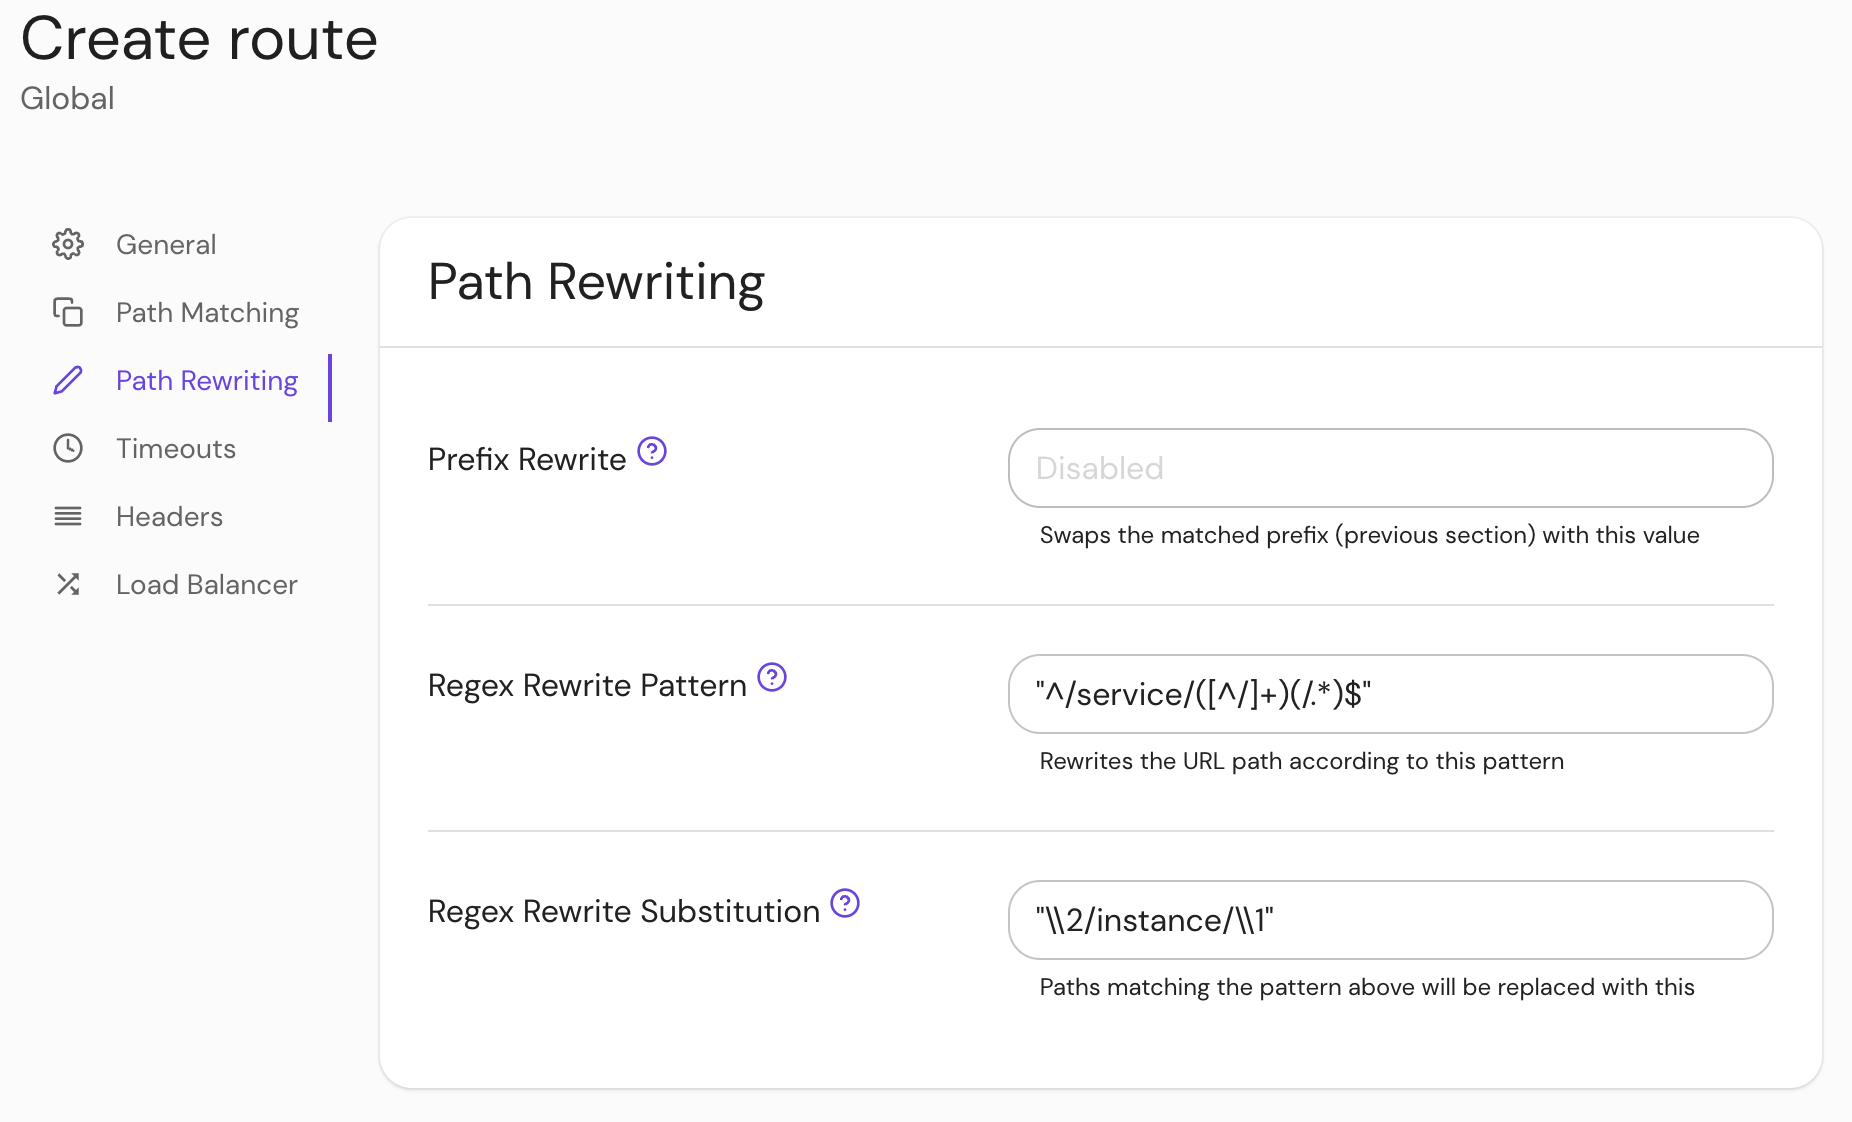 Create route
Global
General
Path Matching
Path Rewriting
Timeouts
Headers
Load Balancer
Path Rewriting
Prefix Rewrite
Disabled
Swaps the matched prefix (previous section) with this value
Regex Rewrite Pattern
"^/service/([^/]+)(/.*)$"
Rewrites the URL path according to this pattern
Regex Rewrite Substitution
"\\2/instance/\\1"
Paths matching the pattern above will be replaced with this